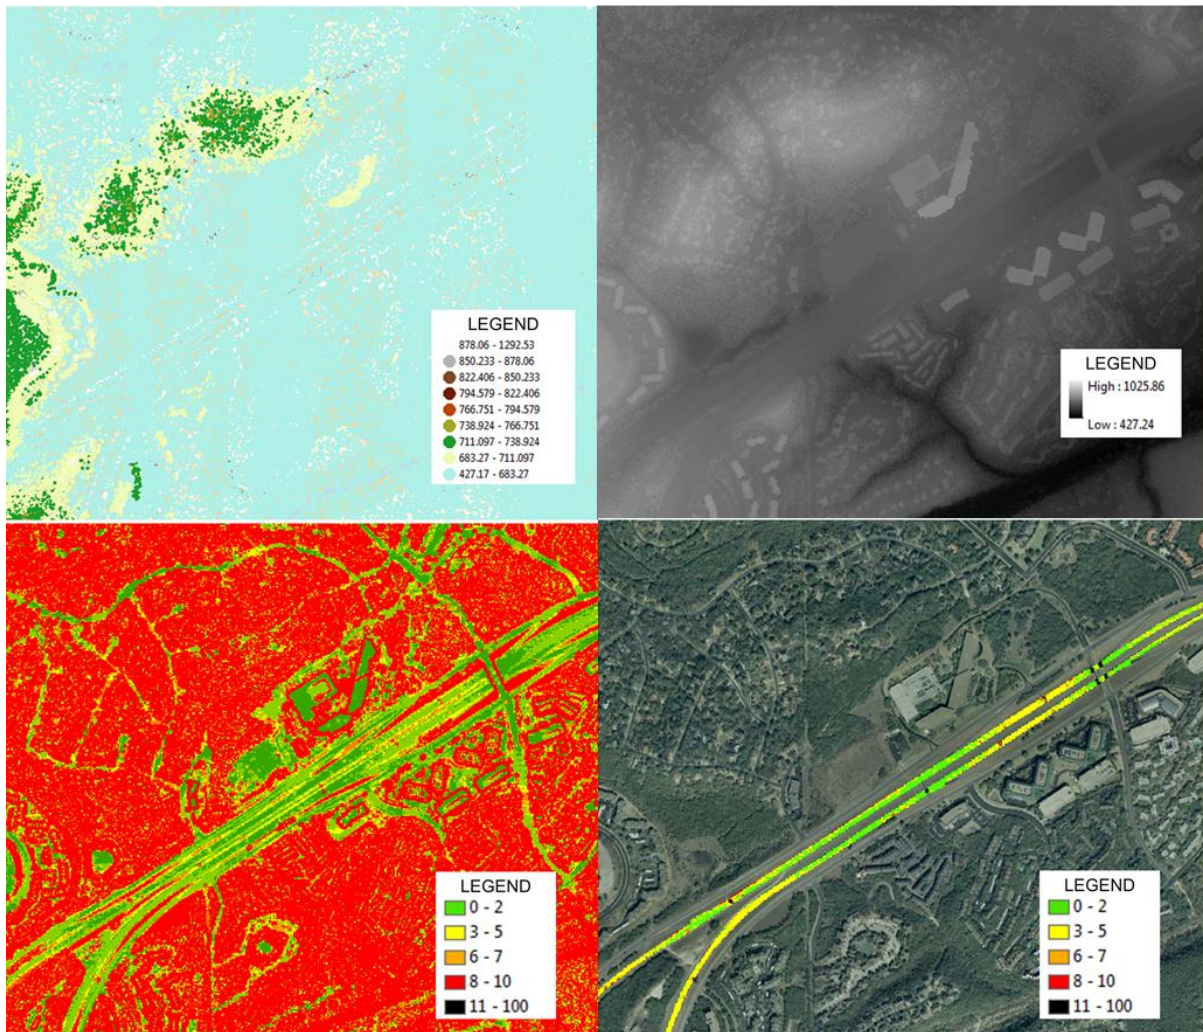 LEGEND
878.06 - 1292.53
850.233 - 878.06
822.406 - 850.233
794.579 - 822.406
766.751 - 794.579
738.924 - 766.751
711.097 - 738.924
683.27 - 711.097
427.17 - 683.27
LEGEND
High : 1025.86
Low : 427.24
LEGEND
0 - 2
3 - 5
6 - 7
8 - 10
11 - 100
LEGEND
0 - 2
3 - 5
6 - 7
8 - 10
11 - 100